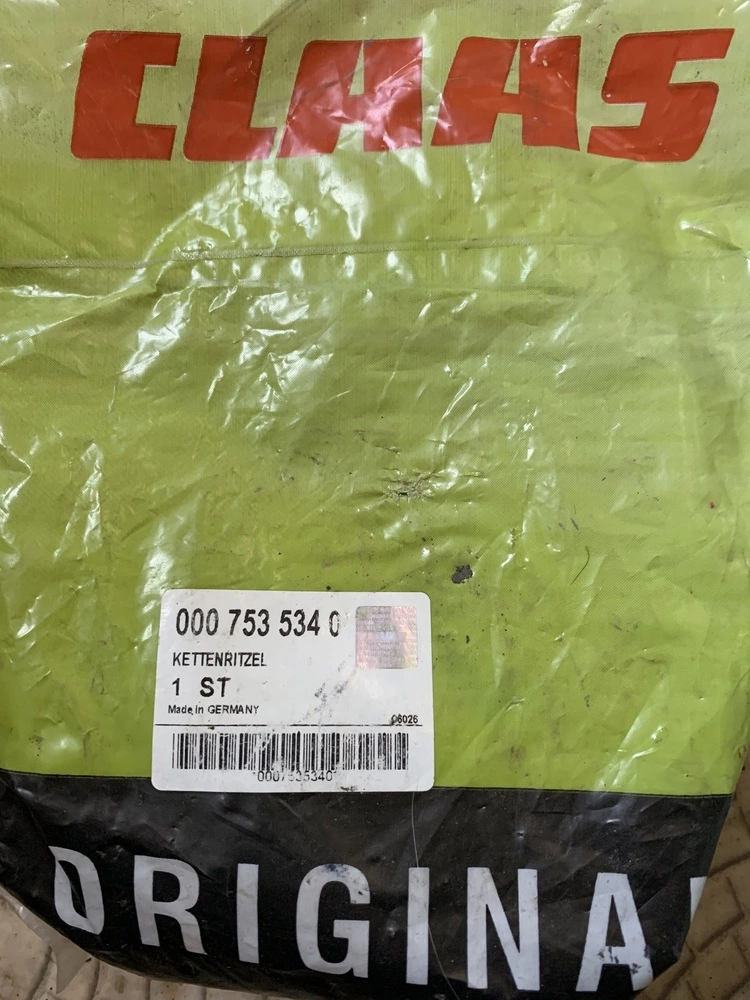 CLAAS
000 753 534 0
KETTENRITZEL
1 ST
Made in GERMANY
06026
*0007535340*
ORIGINA